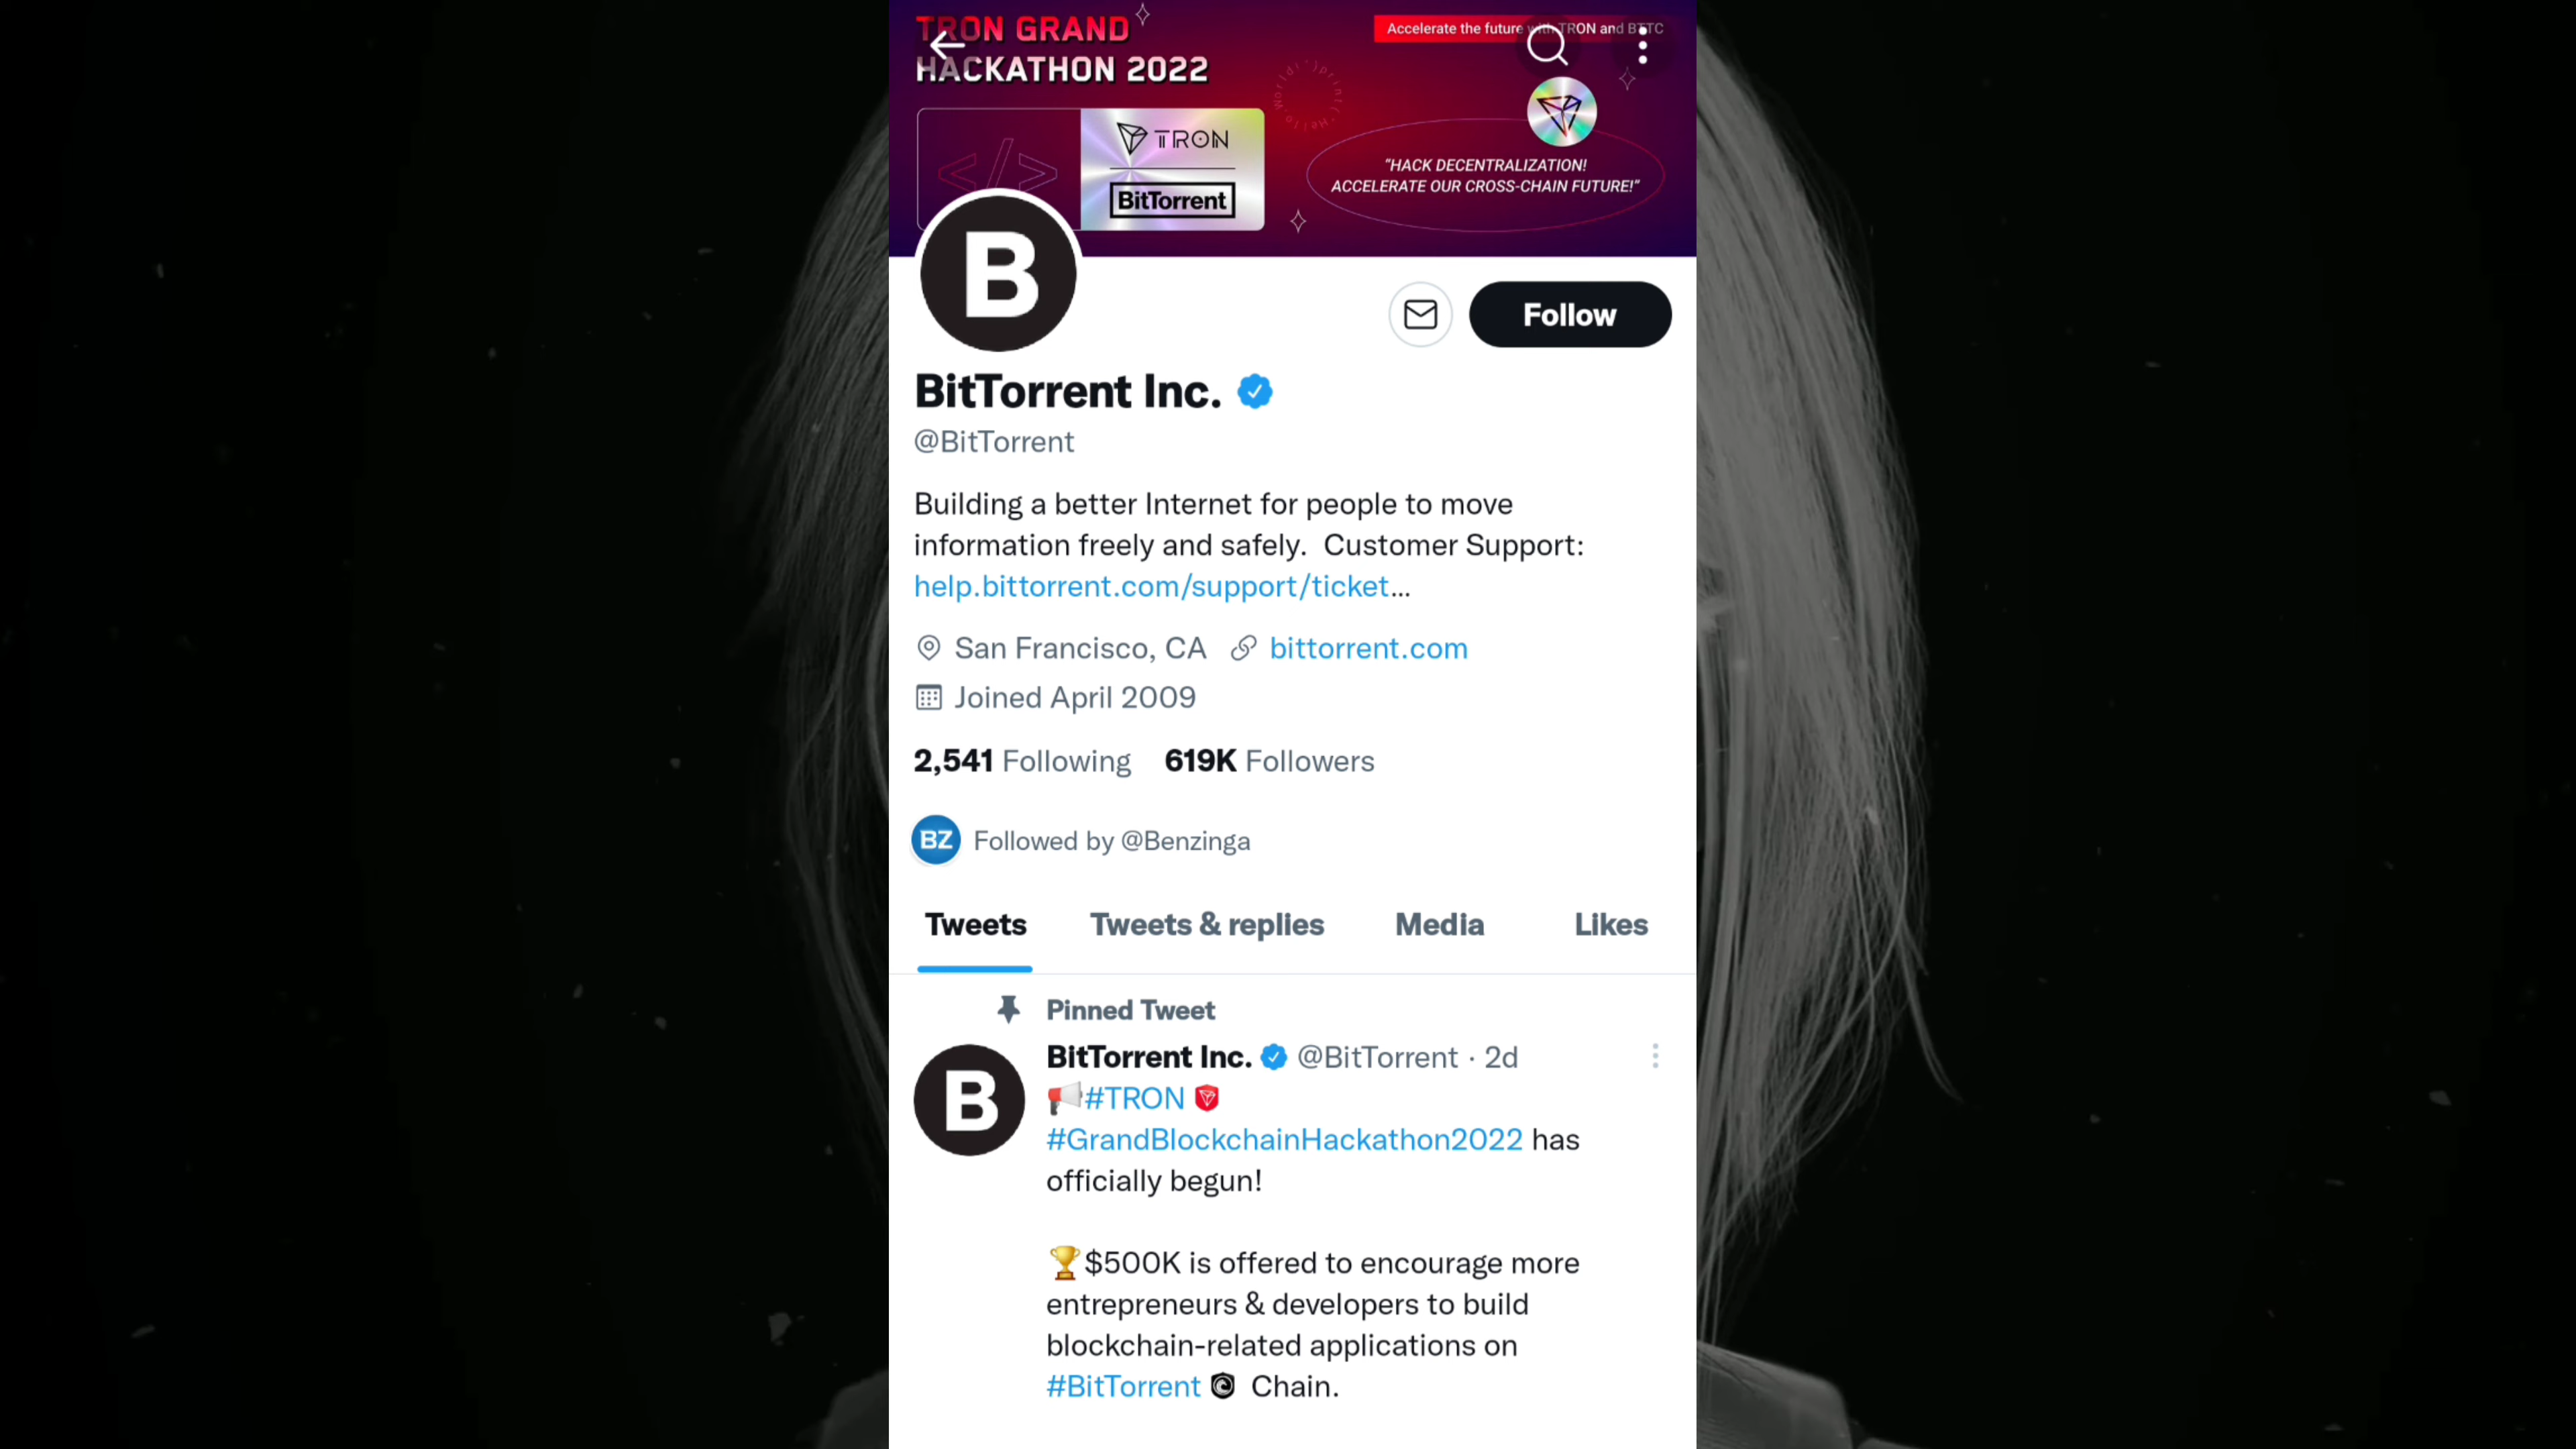 TRON GRAND
HACKATHON 2022
Accelerate the future with TRON and BTTC
TRON
BitTorrent
</>
World!')print("Hello
"HACK DECENTRALIZATION!
ACCELERATE OUR CROSS-CHAIN FUTURE!"
B
Follow
BitTorrent Inc.
@BitTorrent
Building a better Internet for people to move
information freely and safely. Customer Support:
help.bittorrent.com/support/ticket…
San Francisco, CA bittorrent.com
Joined April 2009
2,541 Following 619K Followers
BZ Followed by @Benzinga
Tweets Tweets & replies Media Likes
Pinned Tweet
B
BitTorrent Inc. @BitTorrent · 2d
📢#TRON
#GrandBlockchainHackathon2022 has
officially begun!
🏆$500K is offered to encourage more
entrepreneurs & developers to build
blockchain-related applications on
#BitTorrent Chain.